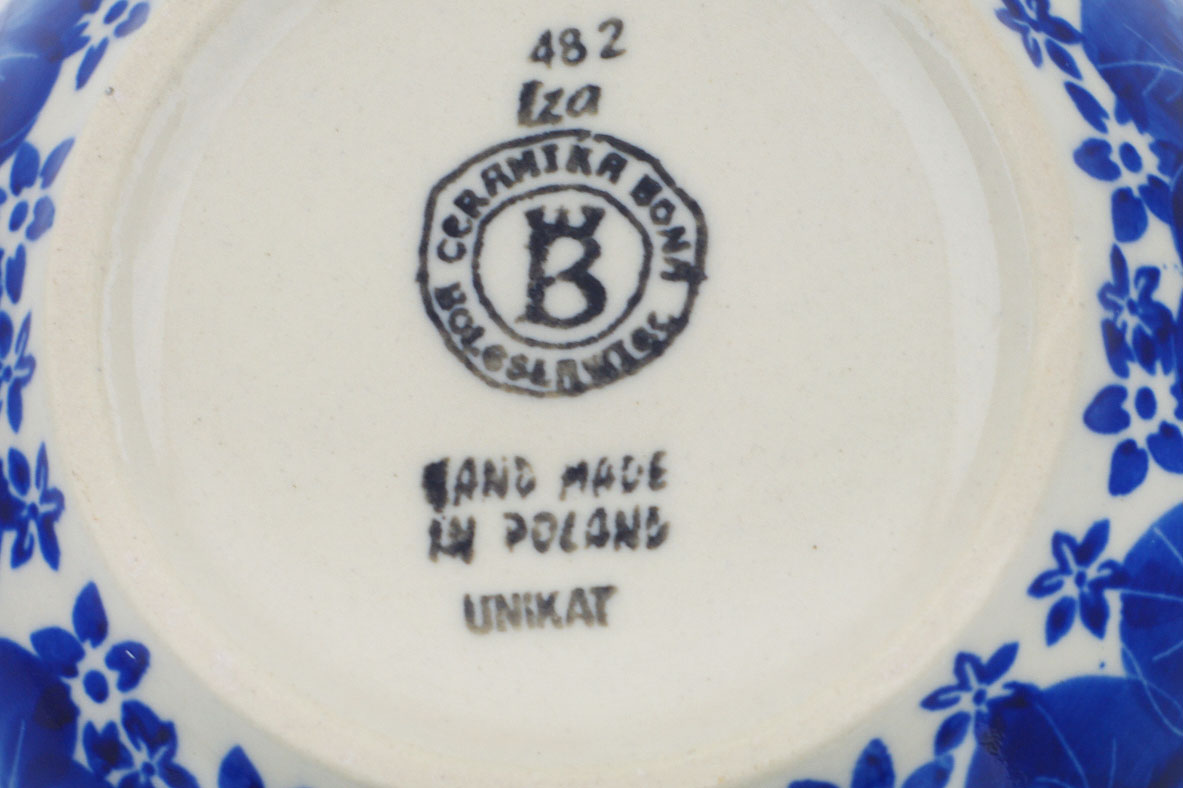 482
Iza
CERAMIKA BONA
BOLESŁAWIEC
B
HAND MADE
IN POLAND
UNIKAT